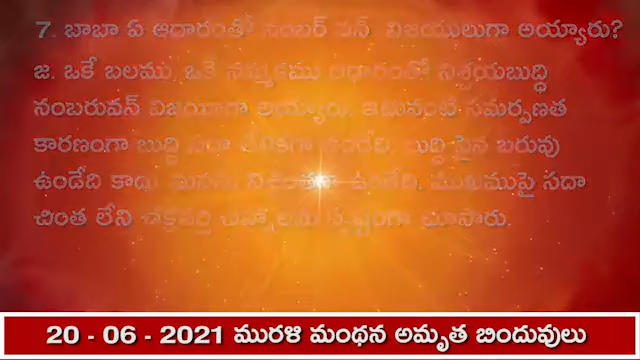 7. బాబా ఏ ఆధారంతో నంబర్ వన్ విజయులుగా అయ్యారు?
జ. ఒకే బలము, ఒకే నమ్మకము ఆధారంతో నిశ్చయబుద్ధి
నంబరువన్ విజయిగా అయ్యారు. ఇటువంటి సమర్పణత
కారణంగా బుద్ధి సదా తేలికగా ఉండేది, బుద్ధి పైన బరువు
ఉండేది కాదు. మనసు నిశ్చింతగా ఉండేది. ముఖముపై సదా
చింత లేని చక్రవర్తి చిహ్నాలను స్పష్టంగా చూపారు.
20 - 06 - 2021 మురళి మంథన అమృత బిందువులు